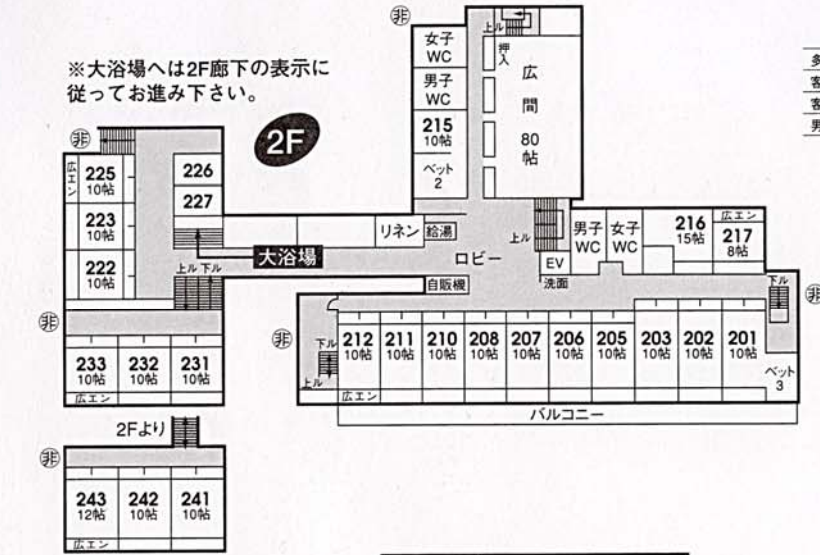 ※大浴場へは2F廊下の表示に
従ってお進み下さい。
2F
非
女子
WC
男子
WC
215
10帖
ベット
2
上ル
押入
広間
80帖
非
広エン
225
10帖
223
10帖
222
10帖
226
227
大浴場
上ル 下ル
リネン
給湯
ロビー
自販機
上ル
EV
洗面
男子
WC
女子
WC
216
15帖
広エン
217
8帖
下ル
非
非
233
10帖
232
10帖
231
10帖
広エン
非
下ル
上ル
212
10帖
211
10帖
210
10帖
208
10帖
207
10帖
206
10帖
205
10帖
203
10帖
202
10帖
201
10帖
ベット
3
広エン
バルコニー
2Fより
非
243
12帖
242
10帖
241
10帖
広エン
客
客
男